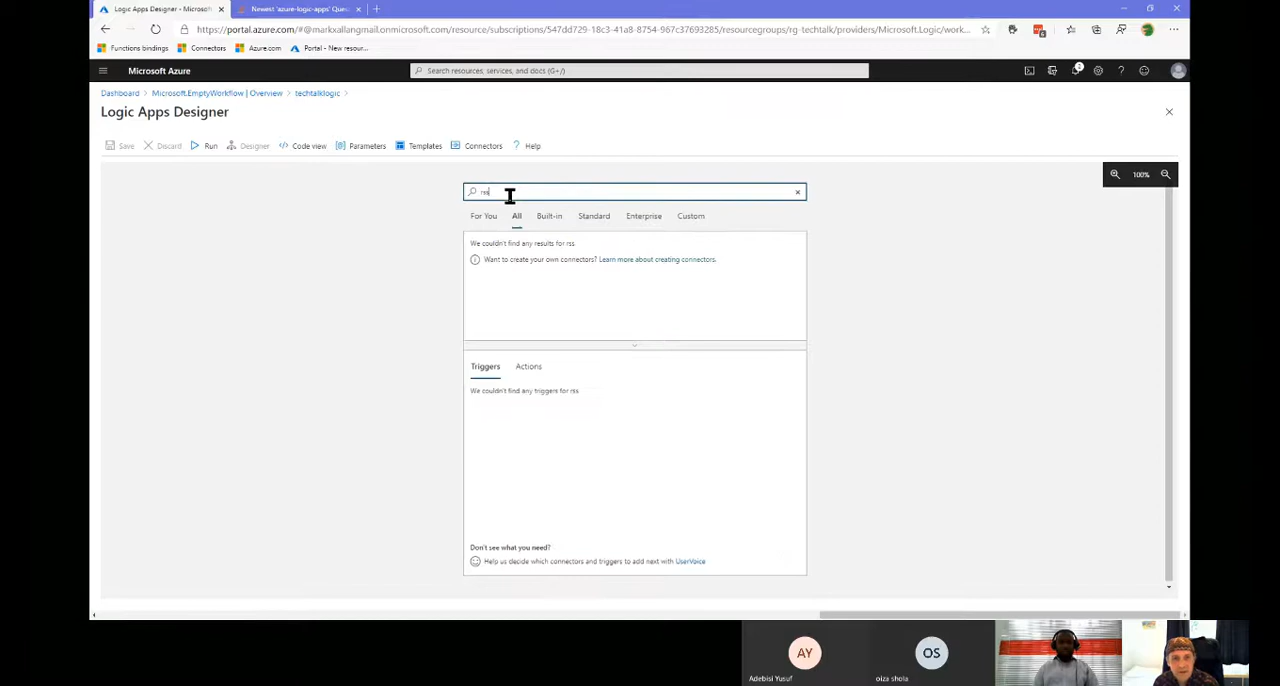 Logic Apps Designer - Microsoft
Newest 'azure-logic-apps' Ques
https://portal.azure.com/#@markxallangmail.onmicrosoft.com/resource/subscriptions/547dd729-18c3-41a8-8754-967c37693285/resourcegroups/rg-techtalk/providers/Microsoft.Logic/work...
Functions bindings Connectors Azure.com Portal - New resour...
Microsoft Azure
Search resources, services, and docs (G+/)
Dashboard > Microsoft.EmptyWorkflow | Overview > techtalklogic >
Logic Apps Designer
Save Discard Run Designer Code view Parameters Templates Connectors ? Help
100%
rss
For You All Built-in Standard Enterprise Custom
We couldn't find any results for rss
Want to create your own connectors? Learn more about creating connectors.
Triggers Actions
We couldn't find any triggers for rss
Don't see what you need?
Help us decide which connectors and triggers to add next with UserVoice
AY
OS
Adebisi Yusuf
oiza shola